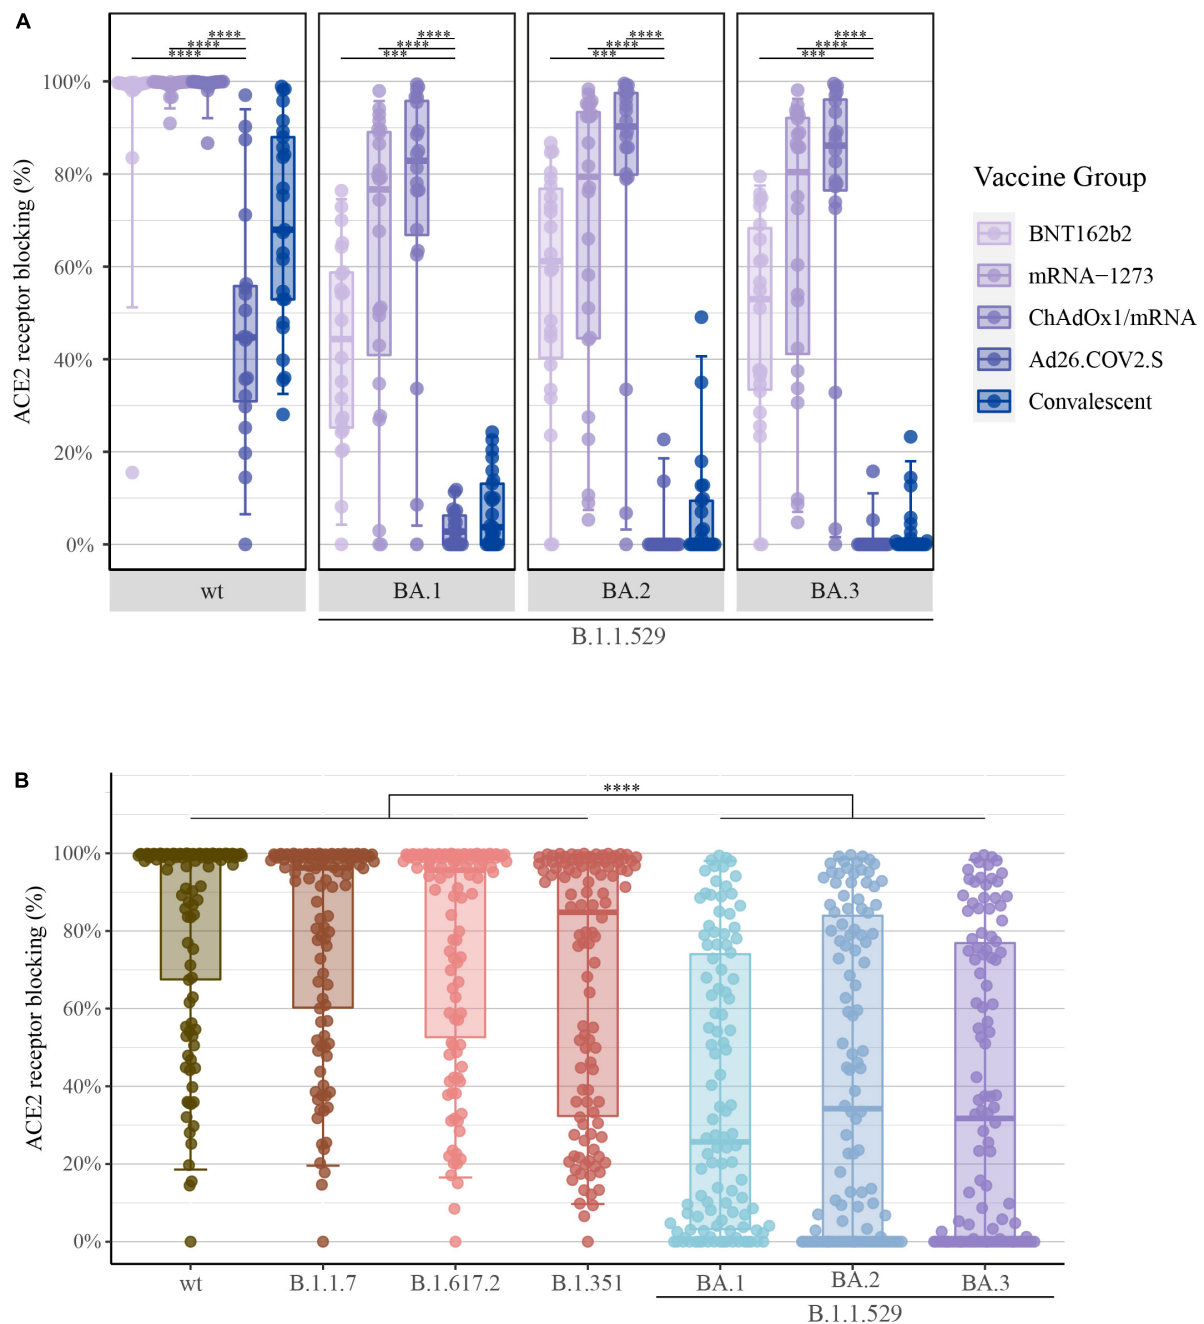 A
**** **** **** ****
**** **** **** ****
**** *** *** ***
100%
80%
60%
40%
20%
0%
ACE2 receptor blocking (%)
wt BA.1 BA.2 BA.3
B.1.1.529
Vaccine Group
BNT162b2
mRNA−1273
ChAdOx1/mRNA
Ad26.COV2.S
Convalescent
B
****
100%
80%
60%
40%
20%
0%
ACE2 receptor blocking (%)
wt B.1.1.7 B.1.617.2 B.1.351 BA.1 BA.2 BA.3
B.1.1.529